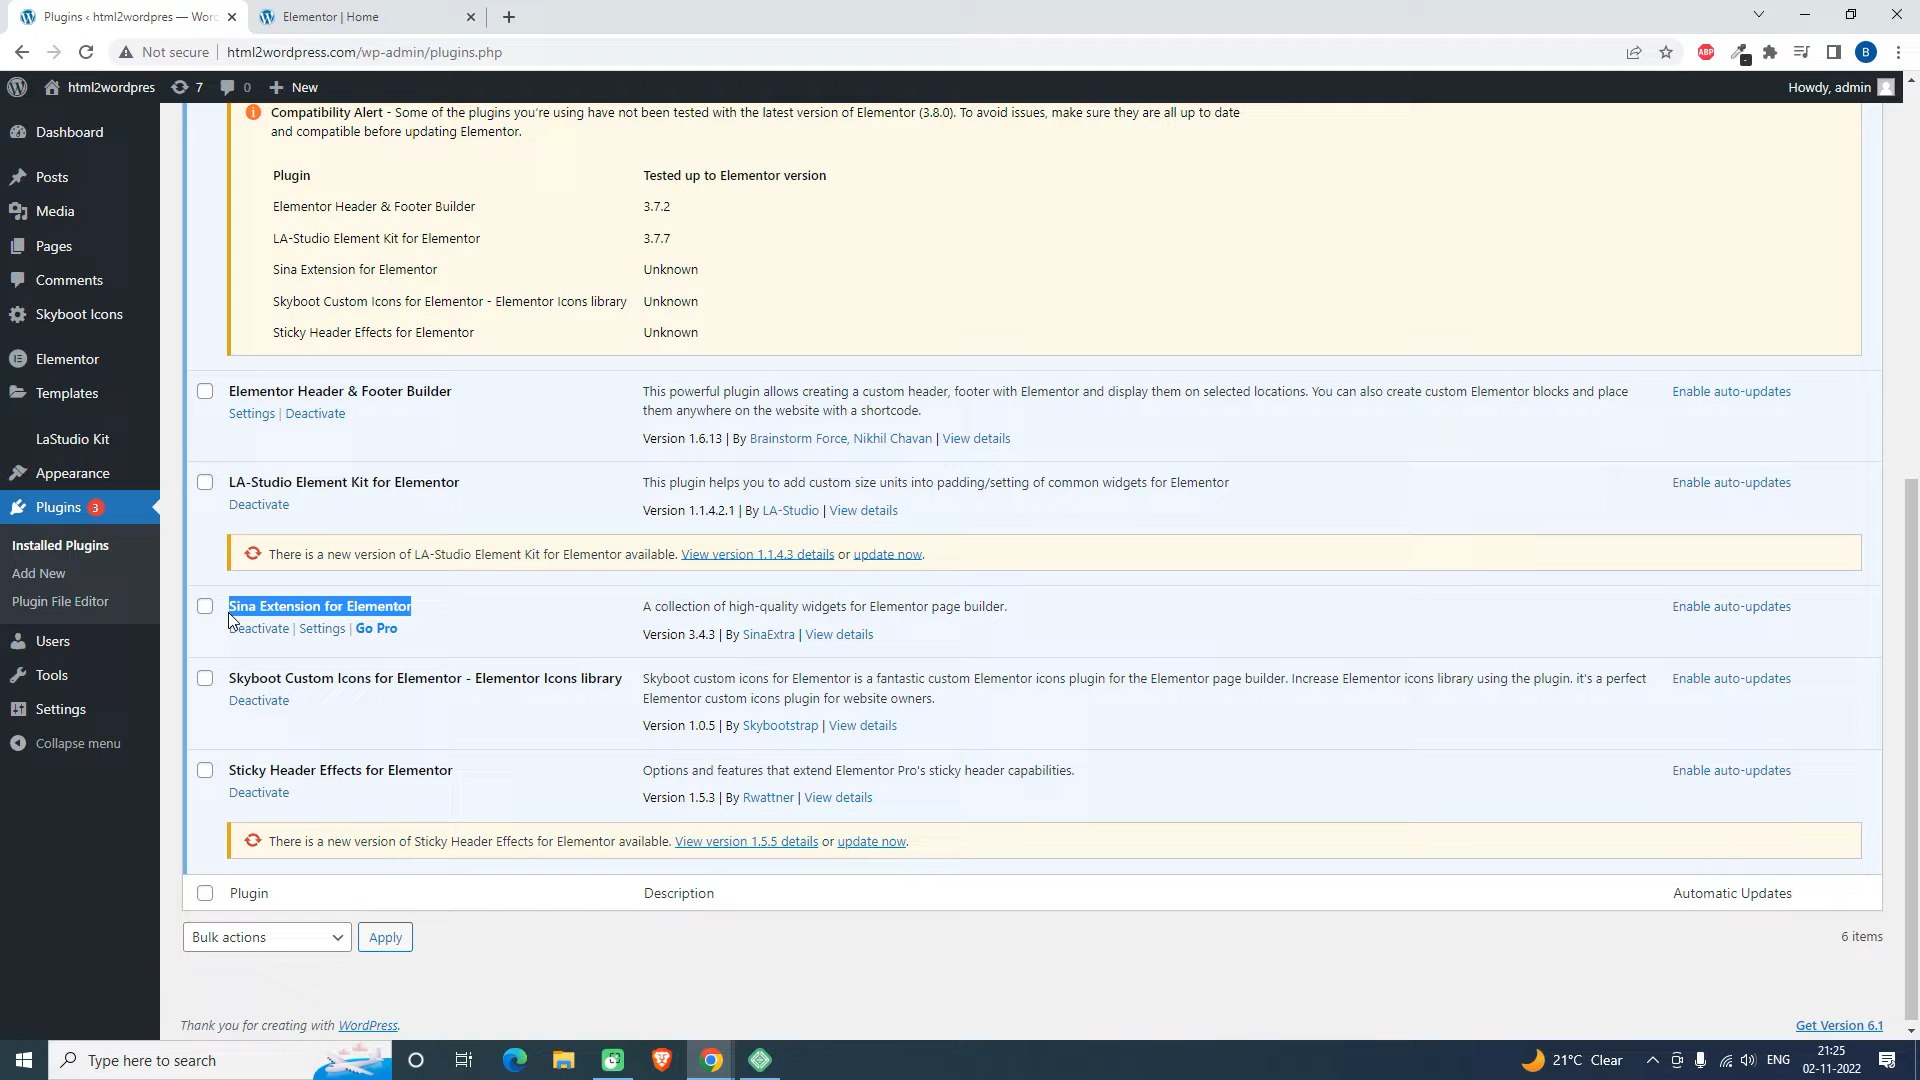 Plugins ‹ html2wordpres — Worc
Elementor | Home
Not secure
html2wordpress.com/wp-admin/plugins.php
ABP
B
html2wordpres
7
0
New
Howdy, admin
Dashboard
Posts
Media
Pages
Comments
Skyboot Icons
Elementor
Templates
LaStudio Kit
Appearance
Plugins 3
Installed Plugins
Add New
Plugin File Editor
Users
Tools
Settings
Collapse menu
Compatibility Alert - Some of the plugins you're using have not been tested with the latest version of Elementor (3.8.0). To avoid issues, make sure they are all up to date
and compatible before updating Elementor.
Plugin Tested up to Elementor version
Elementor Header & Footer Builder 3.7.2
LA-Studio Element Kit for Elementor 3.7.7
Sina Extension for Elementor Unknown
Skyboot Custom Icons for Elementor - Elementor Icons library Unknown
Sticky Header Effects for Elementor Unknown
Elementor Header & Footer Builder
Settings | Deactivate
This powerful plugin allows creating a custom header, footer with Elementor and display them on selected locations. You can also create custom Elementor blocks and place
them anywhere on the website with a shortcode.
Version 1.6.13 | By Brainstorm Force, Nikhil Chavan | View details
Enable auto-updates
LA-Studio Element Kit for Elementor
Deactivate
This plugin helps you to add custom size units into padding/setting of common widgets for Elementor
Version 1.1.4.2.1 | By LA-Studio | View details
Enable auto-updates
There is a new version of LA-Studio Element Kit for Elementor available. View version 1.1.4.3 details or update now.
Sina Extension for Elementor
Deactivate | Settings | Go Pro
A collection of high-quality widgets for Elementor page builder.
Version 3.4.3 | By SinaExtra | View details
Enable auto-updates
Skyboot Custom Icons for Elementor - Elementor Icons library
Deactivate
Skyboot custom icons for Elementor is a fantastic custom Elementor icons plugin for the Elementor page builder. Increase Elementor icons library using the plugin. it's a perfect
Elementor custom icons plugin for website owners.
Version 1.0.5 | By Skybootstrap | View details
Enable auto-updates
Sticky Header Effects for Elementor
Deactivate
Options and features that extend Elementor Pro's sticky header capabilities.
Version 1.5.3 | By Rwattner | View details
Enable auto-updates
There is a new version of Sticky Header Effects for Elementor available. View version 1.5.5 details or update now.
Plugin Description Automatic Updates
Bulk actions Apply
6 items
Thank you for creating with WordPress.
Get Version 6.1
Type here to search
21°C Clear
ENG
21:25
02-11-2022